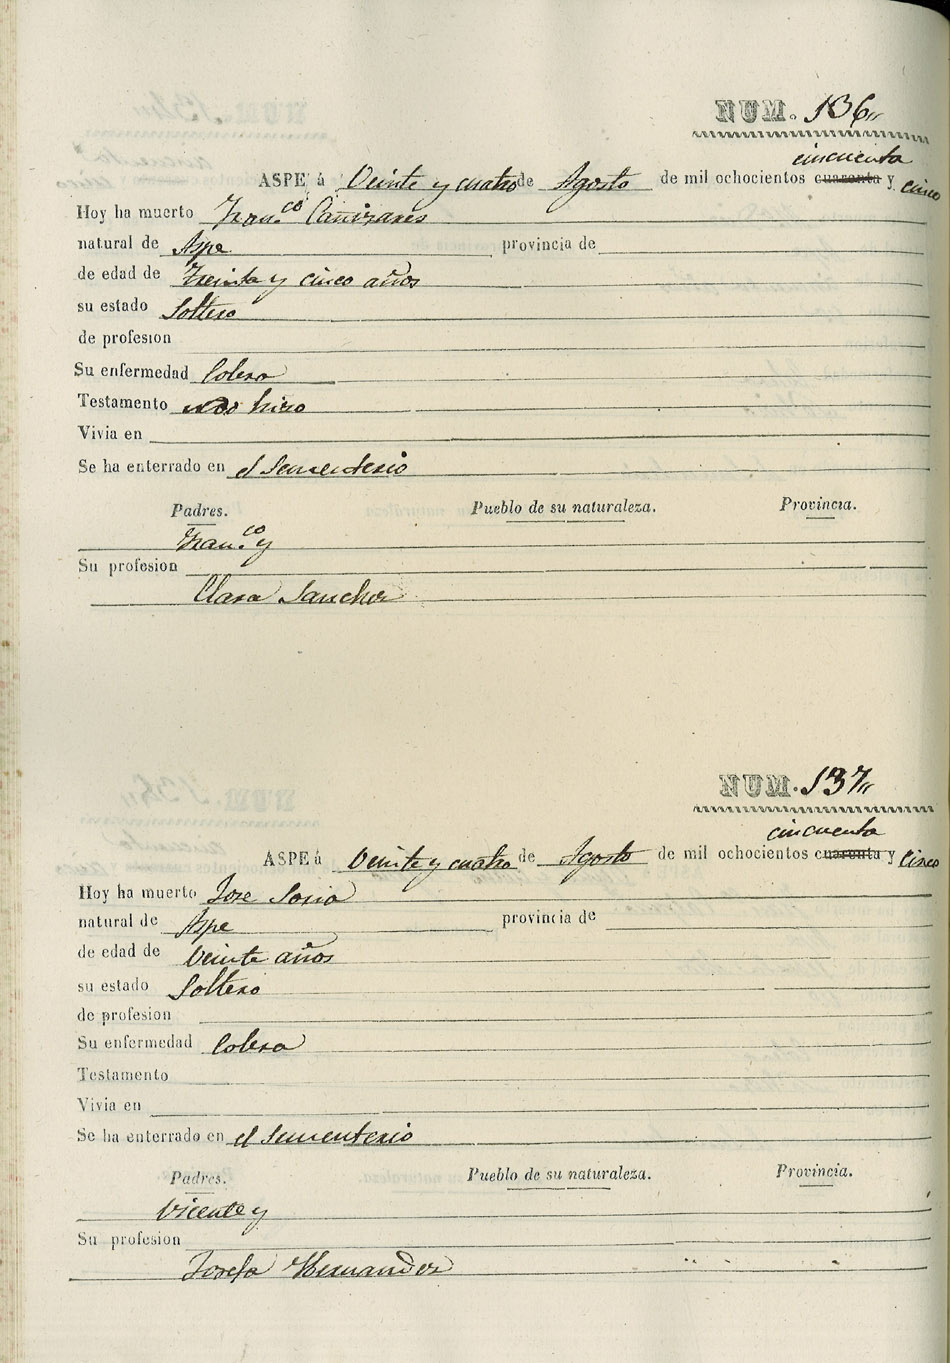 NUM. 136,,
cincuenta
ASPE á Veinte y cuatro de Agosto de mil ochocientos cuarenta y cinco
Hoy ha muerto Fran.co Cañizares
natural de Aspe provincia de
de edad de Treinta y cinco años
su estado Soltero
de profesion
Su enfermedad Colera
Testamento no hizo
Vivia en
Se ha enterrado en el Sementerio
Padres. Pueblo de su naturaleza. Provincia.
Fran.co y
Su profesion
Clara Sanchez
NUM. 137,,
cincuenta
ASPE á Veinte y cuatro de Agosto de mil ochocientos cuarenta y cinco
Hoy ha muerto Jose Soria
natural de Aspe provincia de
de edad de Veinte años
su estado Soltero
de profesion
Su enfermedad Colera
Testamento
Vivia en
Se ha enterrado en el Sementerio
Padres. Pueblo de su naturaleza. Provincia.
Vicente y
Su profesion
Josefa Hernandez